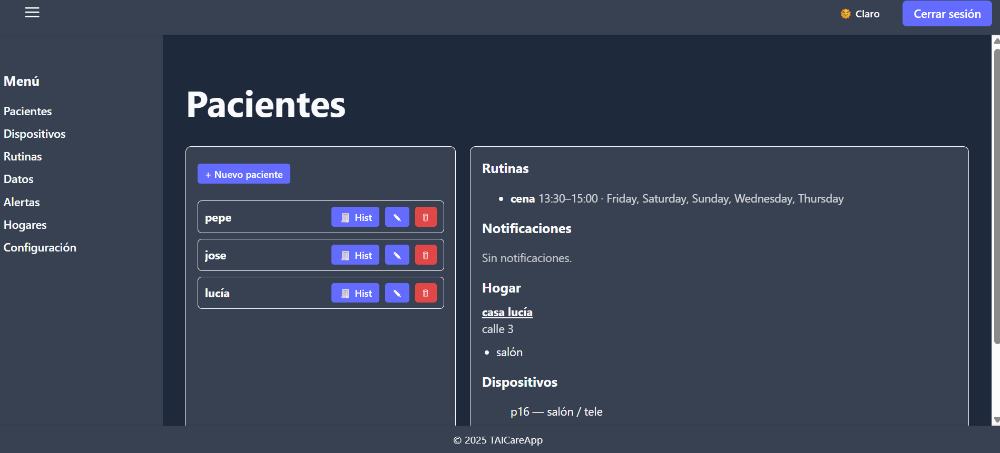 Claro
Cerrar sesión
Menú
Pacientes
Dispositivos
Rutinas
Datos
Alertas
Hogares
Configuración
Pacientes
+ Nuevo paciente
pepe
Hist
jose
Hist
lucía
Hist
Rutinas
• cena 13:30–15:00 · Friday, Saturday, Sunday, Wednesday, Thursday
Notificaciones
Sin notificaciones.
Hogar
casa lucía
calle 3
• salón
Dispositivos
p16 — salón / tele
© 2025 TAICareApp